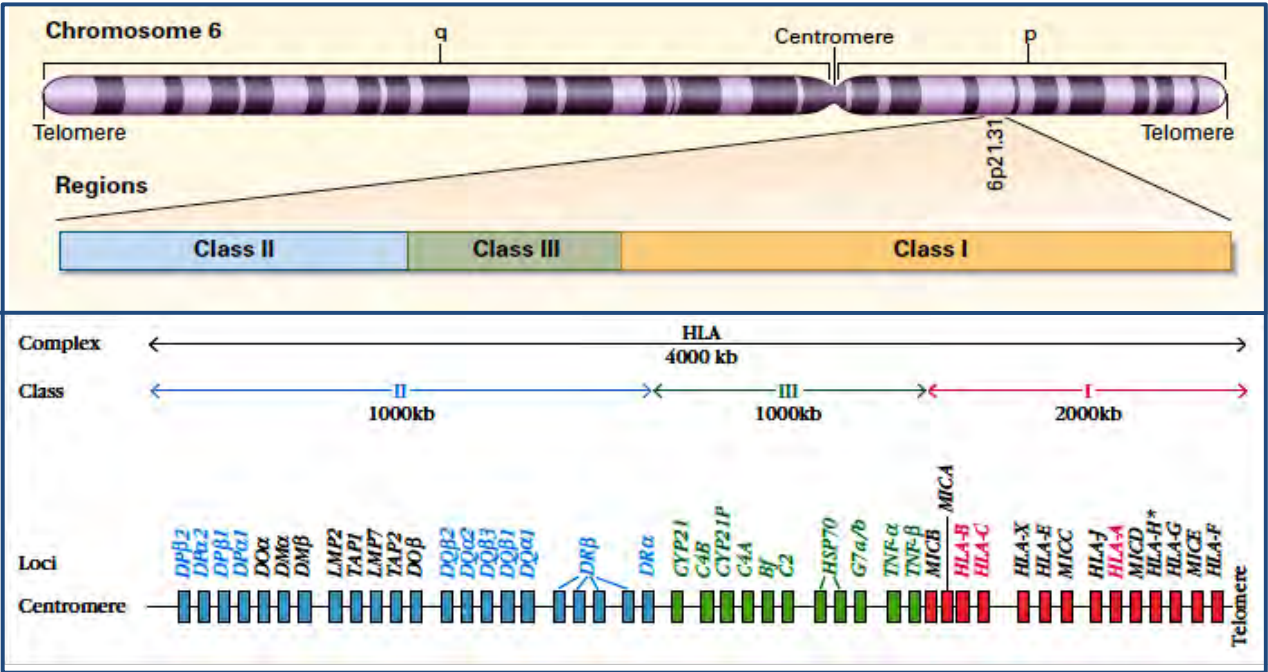 Chromosome 6
q
Centromere
p
Telomere
Telomere
6p21.31
Regions
Class II
Class III
Class I
Complex
HLA
4000 kb
Class
II
III
I
1000kb
1000kb
2000kb
Loci
DPβ2
DPα2
DPβ1
DPα1
DOα
DMα
DMβ
LMP2
TAP1
LMP7
TAP2
DOβ
DQβ2
DQα2
DQβ3
DQβ1
DQα1
DRβ
DRα
CYP21
C4B
CYP21P
C4A
Bf
C2
HSP70
G7a/b
TNF-α
TNF-β
MICB
MICA
HLA-B
HLA-C
HLA-X
HLA-E
MICC
HLA-J
HLA-A
MICD
HLA-H*
HLA-G
MICE
HLA-F
Centromere
Telomere